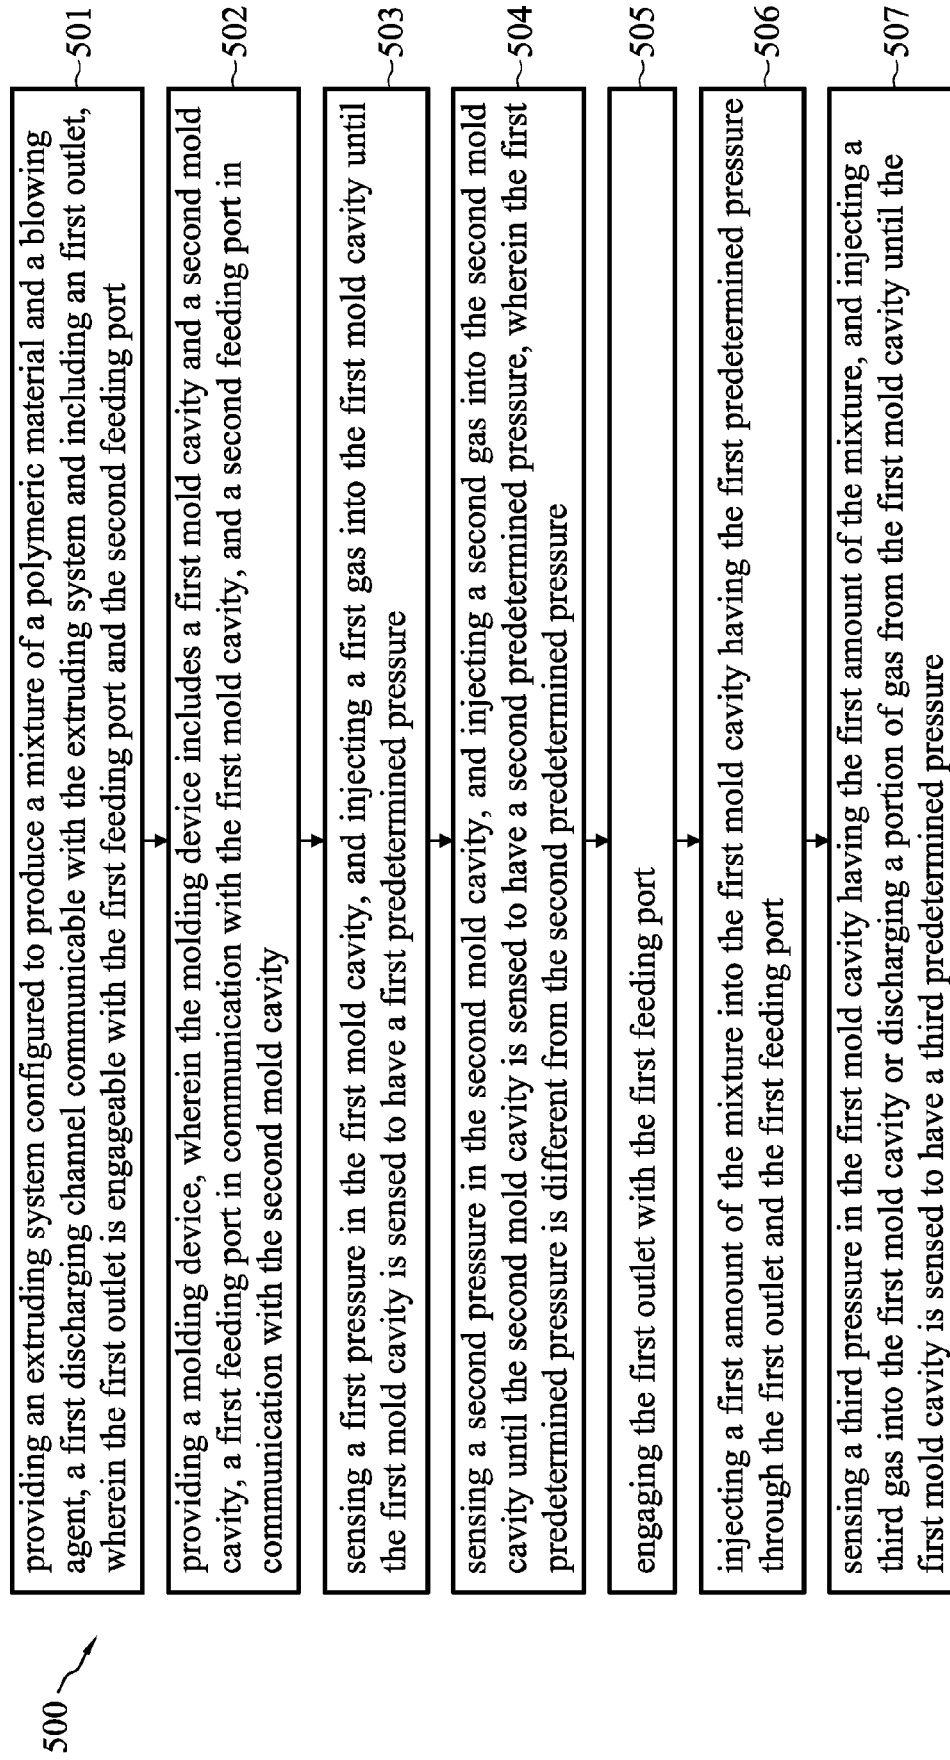 500
providing an extruding system configured to produce a mixture of a polymeric material and a blowing
agent, a first discharging channel communicable with the extruding system and including an first outlet,
wherein the first outlet is engageable with the first feeding port and the second feeding port
501
providing a molding device, wherein the molding device includes a first mold cavity and a second mold
cavity, a first feeding port in communication with the first mold cavity, and a second feeding port in
communication with the second mold cavity
502
sensing a first pressure in the first mold cavity, and injecting a first gas into the first mold cavity until
the first mold cavity is sensed to have a first predetermined pressure
503
sensing a second pressure in the second mold cavity, and injecting a second gas into the second mold
cavity until the second mold cavity is sensed to have a second predetermined pressure, wherein the first
predetermined pressure is different from the second predetermined pressure
504
engaging the first outlet with the first feeding port
505
injecting a first amount of the mixture into the first mold cavity having the first predetermined pressure
through the first outlet and the first feeding port
506
sensing a third pressure in the first mold cavity having the first amount of the mixture, and injecting a
third gas into the first mold cavity or discharging a portion of gas from the first mold cavity until the
first mold cavity is sensed to have a third predetermined pressure
507